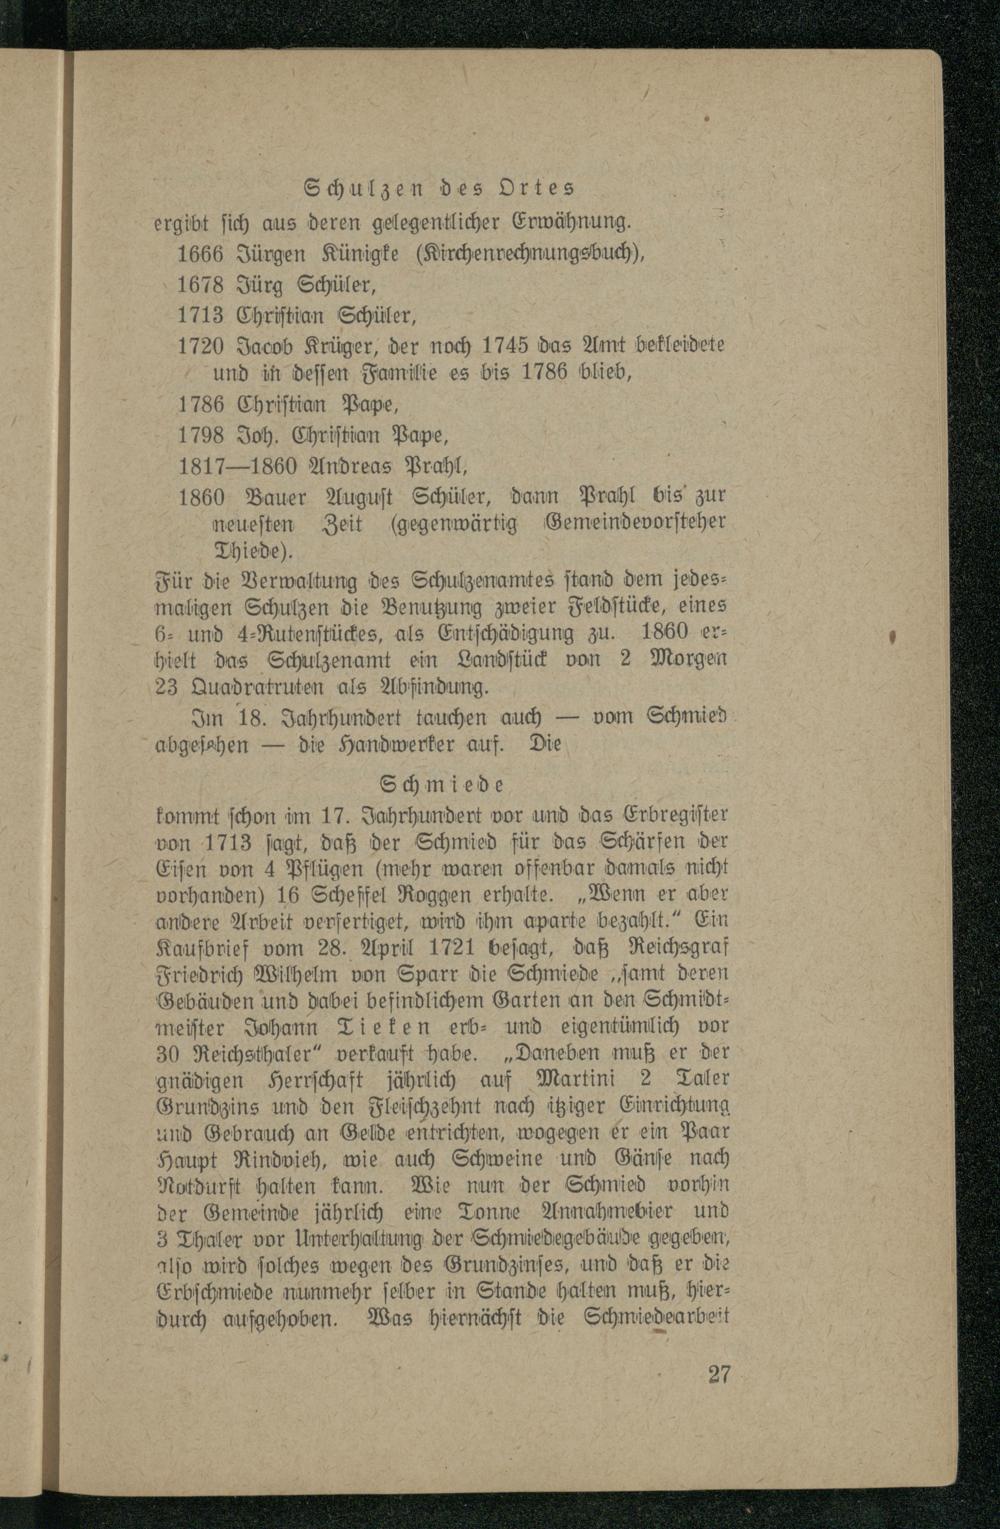 Schulzen des Ortes
ergibt sich aus deren gelegentlicher Erwähnung.
1666 Jürgen Künigke (Kirchenrechnungsbuch),
1678 Jürg Schüler,
1713 Christian Schüler,
1720 Jacob Krüger, der noch 1745 das Amt bekleidete
und in dessen Familie es bis 1786 blieb,
1786 Christian Pape,
1798 Joh. Christian Pape,
1817—1860 Andreas Prahl,
1860 Bauer August Schüler, dann Prahl bis zur
neuesten Zeit (gegenwärtig Gemeindevorsteher
Thiede).
Für die Verwaltung des Schulzenamtes stand dem jedes-
maligen Schulzen die Benutzung zweier Feldstücke, eines
6- und 4-Rutenstückes, als Entschädigung zu. 1860 er-
hielt das Schulzenamt ein Landstück von 2 Morgen
23 Quadratruten als Abfindung.
Im 18. Jahrhundert tauchen auch — vom Schmied
abgesehen — die Handwerker auf. Die
Schmiede
kommt schon im 17. Jahrhundert vor und das Erbregister
von 1713 sagt, daß der Schmied für das Schärfen der
Eisen von 4 Pflügen (mehr waren offenbar damals nicht
vorhanden) 16 Scheffel Roggen erhalte. „Wenn er aber
andere Arbeit verfertiget, wird ihm aparte bezahlt.“ Ein
Kaufbrief vom 28. April 1721 besagt, daß Reichsgraf
Friedrich Wilhelm von Sparr die Schmiede „samt deren
Gebäuden und dabei befindlichem Garten an den Schmidt-
meister Johann Tieken erb- und eigentümlich vor
30 Reichsthaler“ verkauft habe. „Daneben muß er der
gnädigen Herrschaft jährlich auf Martini 2 Taler
Grundzins und den Fleischzehnt nach itziger Einrichtung
und Gebrauch an Gelde entrichten, wogegen er ein Paar
Haupt Rindvieh, wie auch Schweine und Gänse nach
Notdurft halten kann. Wie nun der Schmied vorhin
der Gemeinde jährlich eine Tonne Annahmebier und
3 Thaler vor Unterhaltung der Schmiedegebäude gegeben,
also wird solches wegen des Grundzinses, und daß er die
Erbschmiede nunmehr selber in Stande halten muß, hier-
durch aufgehoben. Was hiernächst die Schmiedearbeit
27